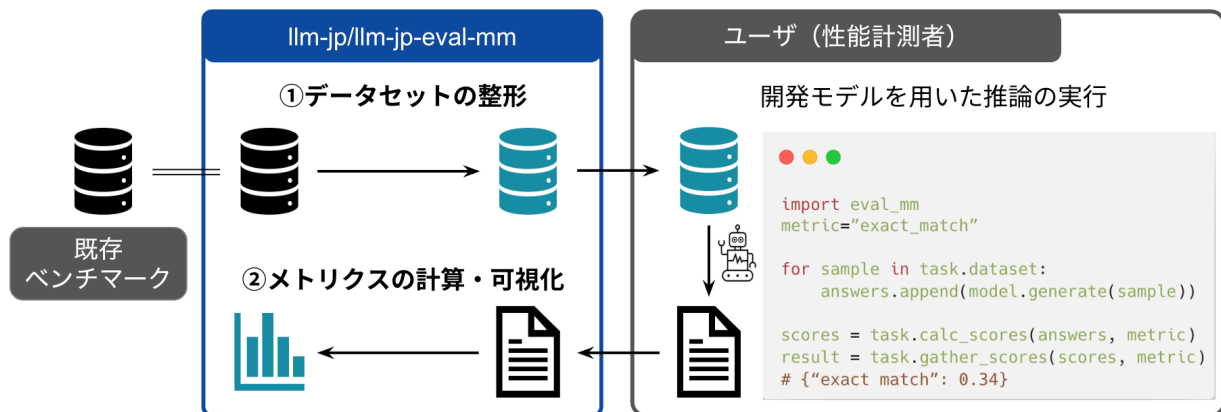 llm-jp/llm-jp-eval-mm
ユーザ（性能計測者）
①データセットの整形
開発モデルを用いた推論の実行
既存
ベンチマーク
②メトリクスの計算・可視化
import eval_mm
metric=”exact_match”
for sample in task.dataset:
    answers.append(model.generate(sample))
scores = task.calc_scores(answers, metric)
result = task.gather_scores(scores, metric)
# {“exact match”: 0.34}